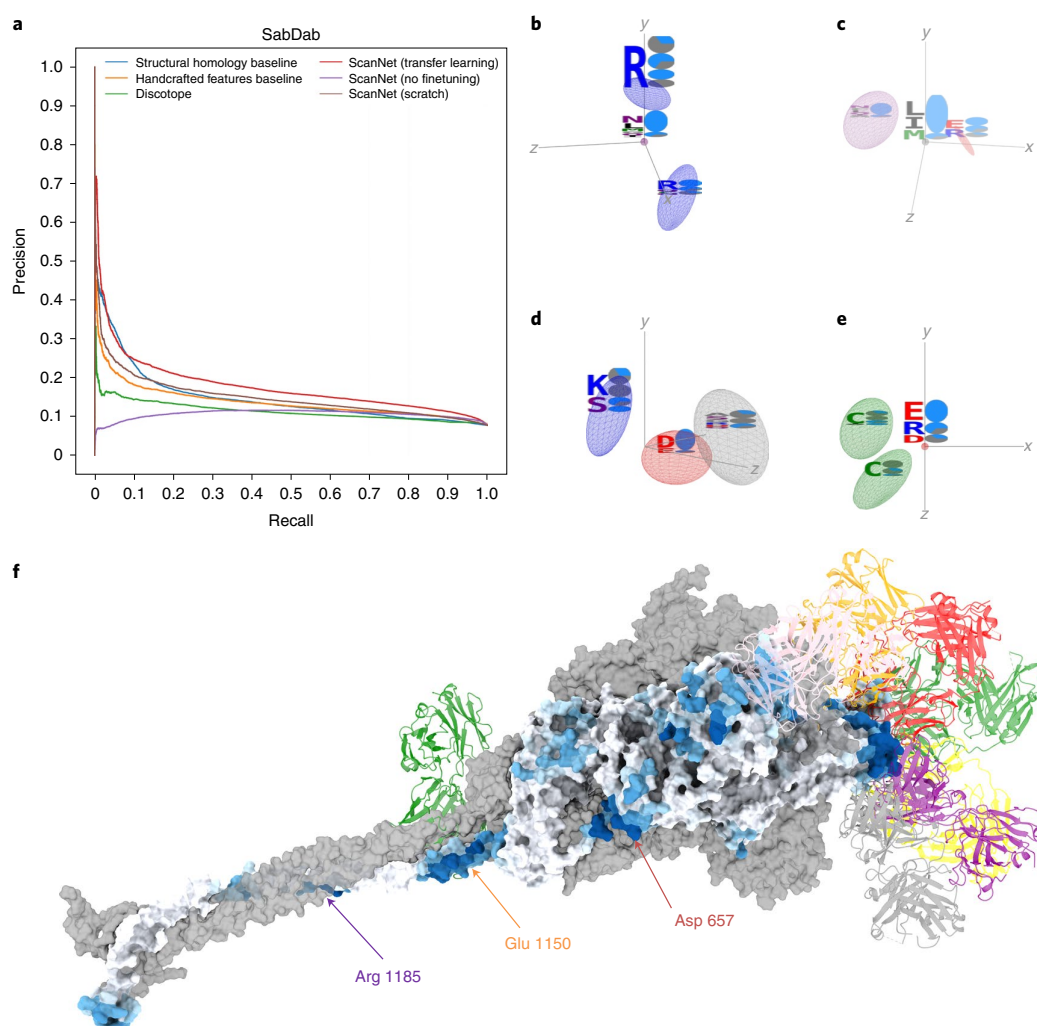 a
SabDab
Structural homology baseline
Handcrafted features baseline
Discotope
ScanNet (transfer learning)
ScanNet (no finetuning)
ScanNet (scratch)
1.0
0.9
0.8
0.7
0.6
0.5
0.4
0.3
0.2
0.1
0
Precision
0 0.1 0.2 0.3 0.4 0.5 0.6 0.7 0.8 0.9 1.0
Recall
b
y
R
N
z
R
x
c
y
L
I
M
E
R
x
z
d
y
K
S
D
E
z
e
C
C
E
R
D
x
z
f
Asp 657
Glu 1150
Arg 1185